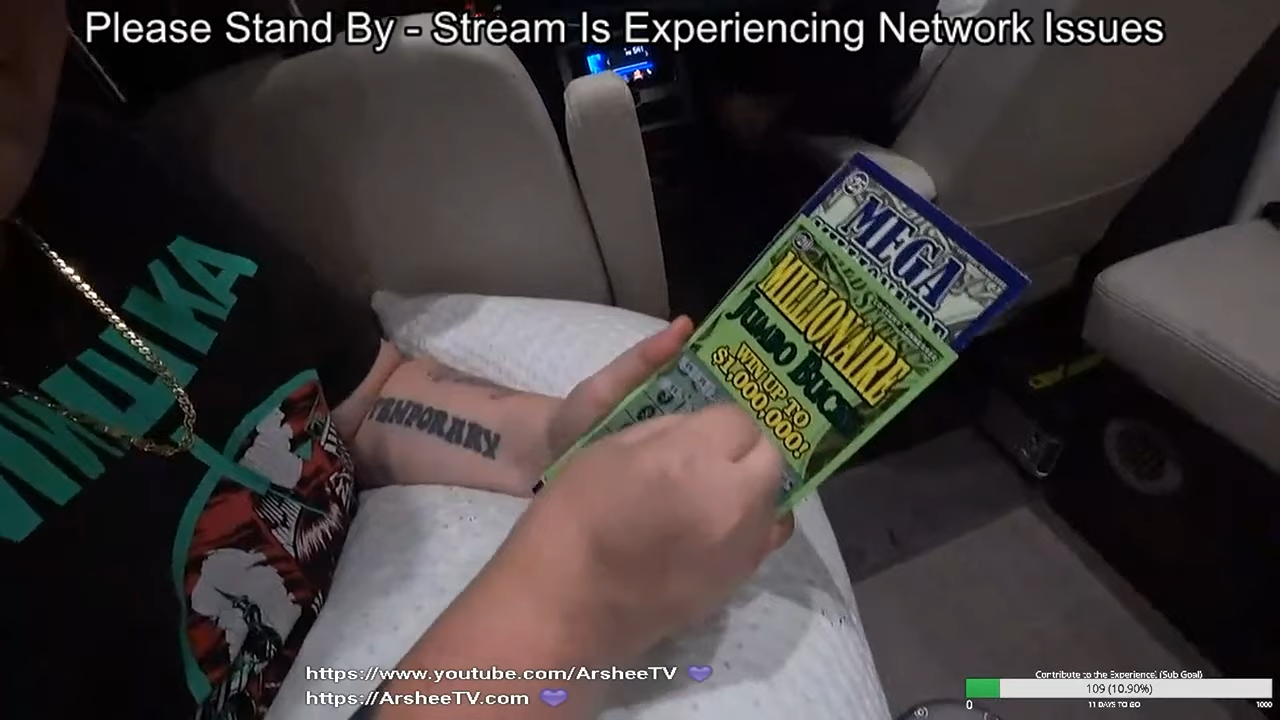 Please Stand By - Stream Is Experiencing Network Issues
MEGA
MILLIONAIRE
JUMBO BUCKS
WIN UP TO
$1,000,000!
TEMPORARY
https://www.youtube.com/ArsheeTV
https://ArsheeTV.com
Contribute to the Experience! (Sub Goal)
109 (10.90%)
0
11 DAYS TO GO
1000